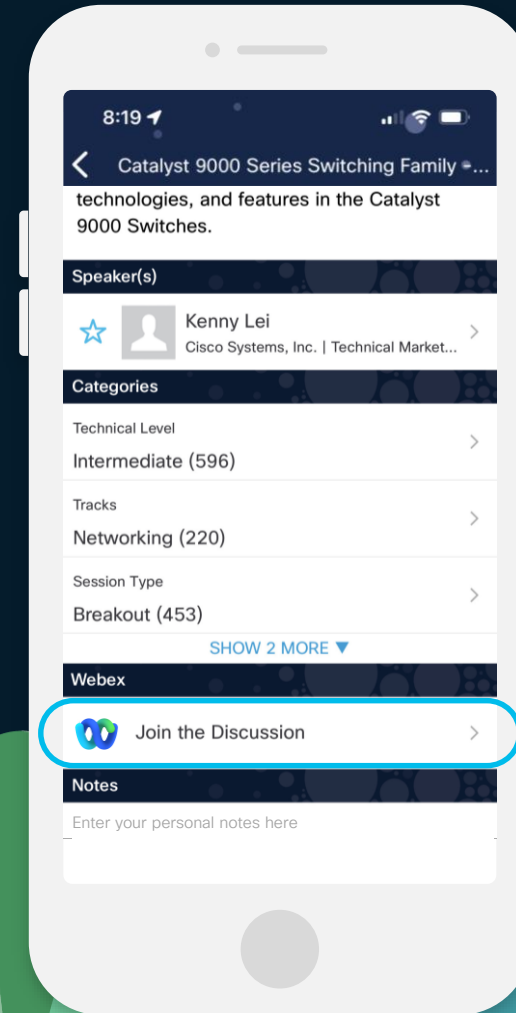 8:19
Catalyst 9000 Series Switching Family -...
technologies, and features in the Catalyst
9000 Switches.
Speaker(s)
Kenny Lei
Cisco Systems, Inc. | Technical Market...
Categories
Technical Level
Intermediate (596)
Tracks
Networking (220)
Session Type
Breakout (453)
SHOW 2 MORE ▼
Webex
Join the Discussion
Notes
Enter your personal notes here